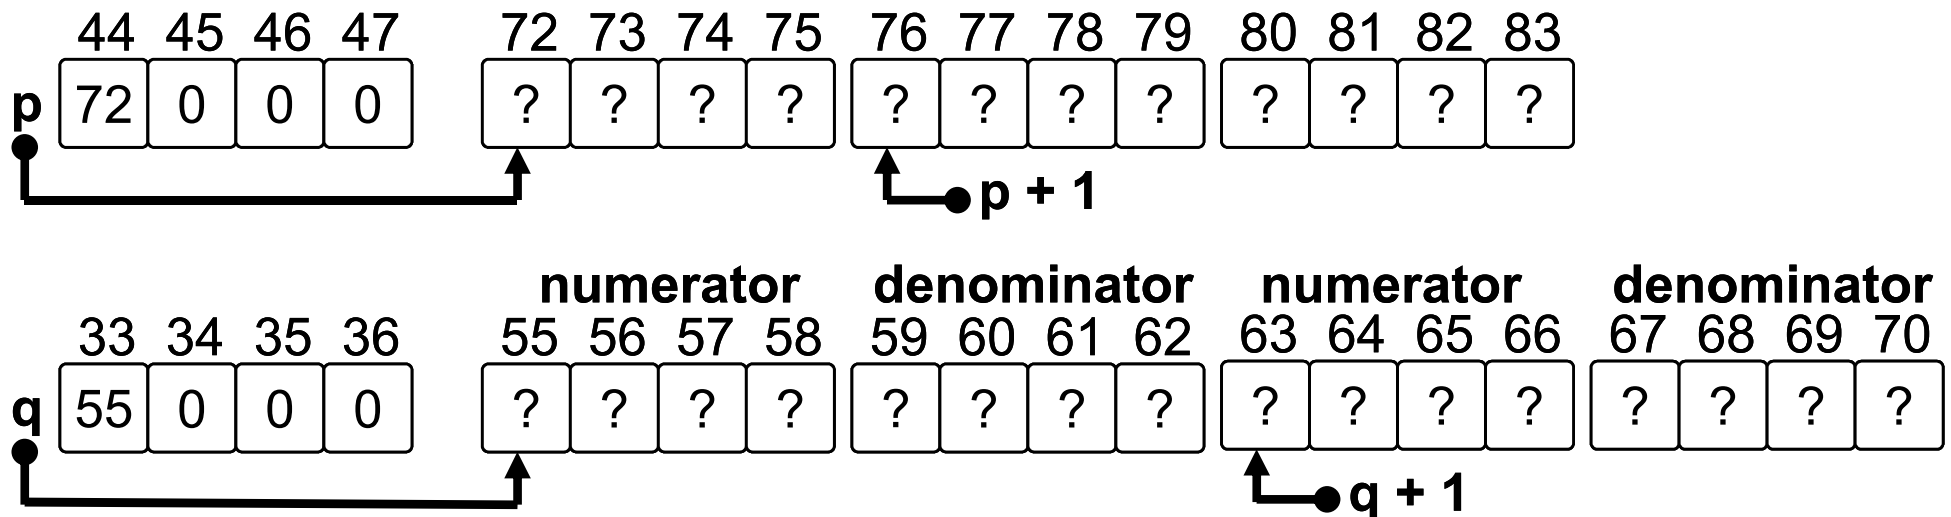 44 45 46 47 72 73 74 75 76 77 78 79 80 81 82 83
p 72 0 0 0 ? ? ? ? ? ? ? ? ? ? ? ?
p + 1
numerator denominator numerator denominator
33 34 35 36 55 56 57 58 59 60 61 62 63 64 65 66 67 68 69 70
q 55 0 0 0 ? ? ? ? ? ? ? ? ? ? ? ? ? ? ? ?
q + 1